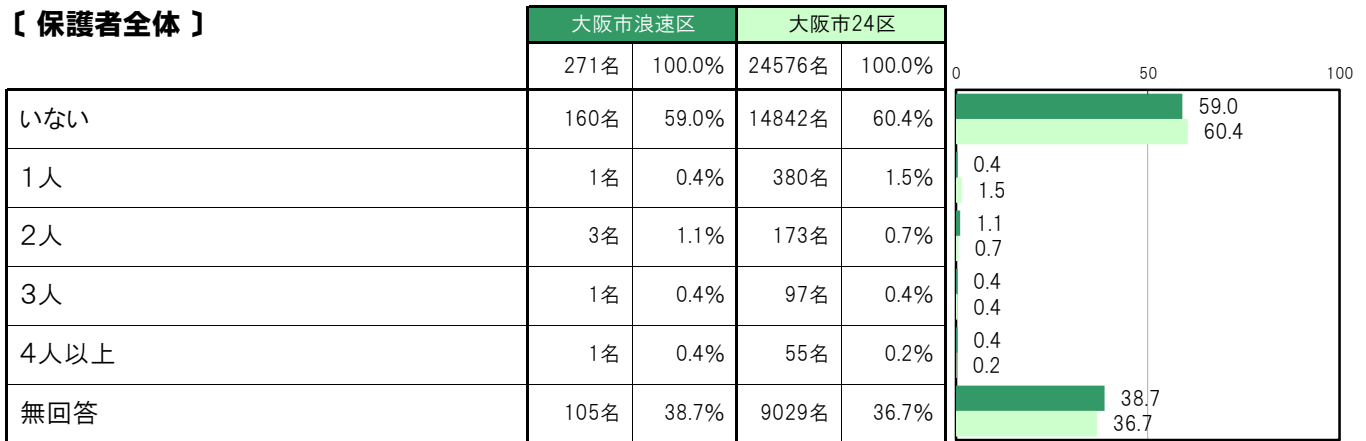 〔 保護者全体 〕
大阪市浪速区 大阪市24区
271名 100.0% 24576名 100.0%
0 50 100
いない 160名 59.0% 14842名 60.4%
59.0
60.4
1人 1名 0.4% 380名 1.5%
0.4
1.5
2人 3名 1.1% 173名 0.7%
1.1
0.7
3人 1名 0.4% 97名 0.4%
0.4
0.4
4人以上 1名 0.4% 55名 0.2%
0.4
0.2
無回答 105名 38.7% 9029名 36.7%
38.7
36.7